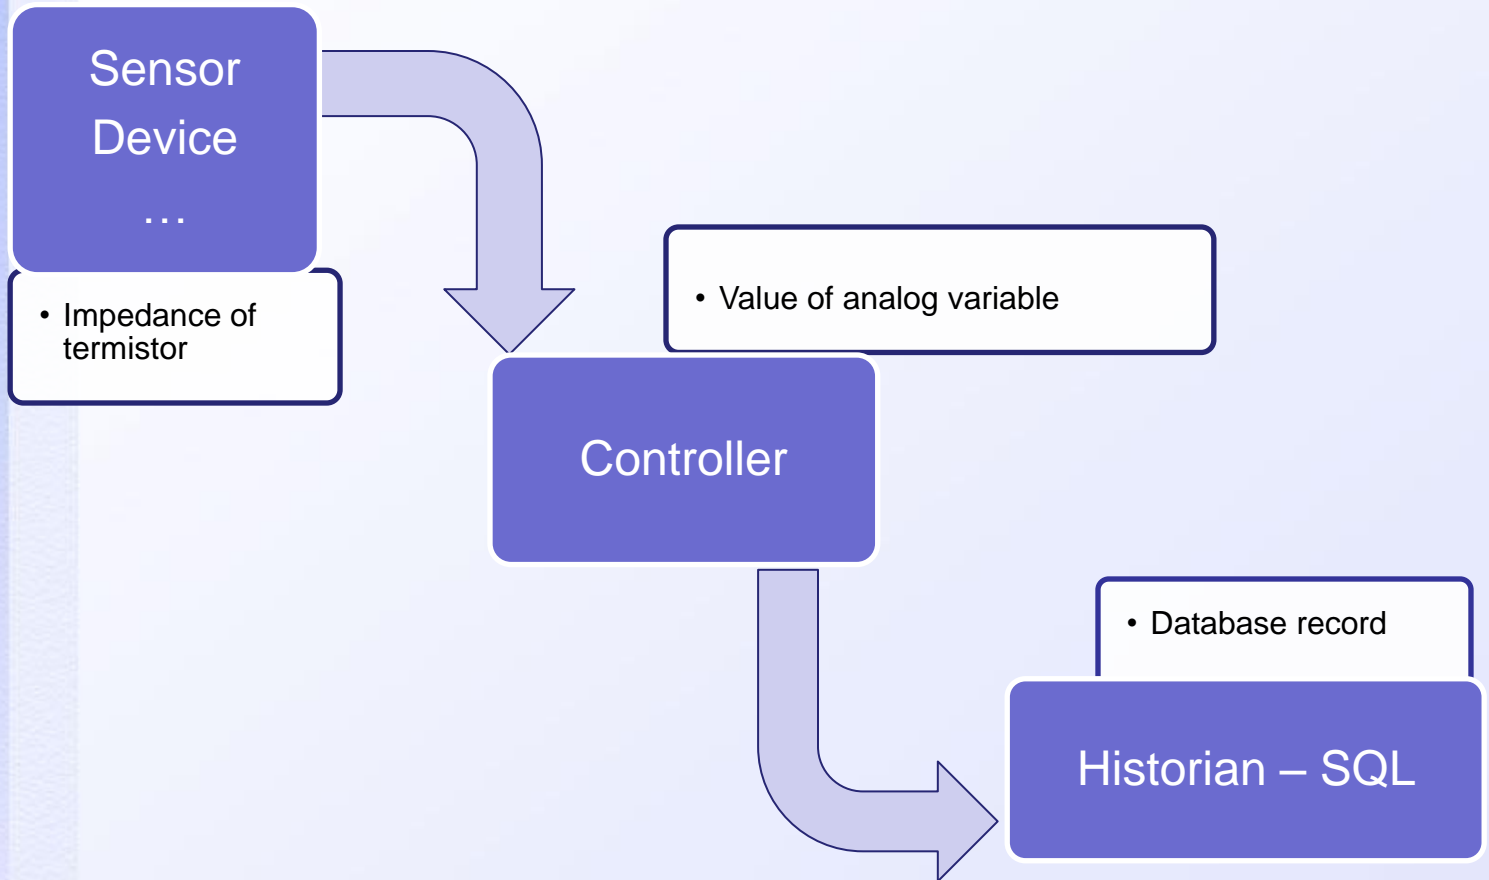 Sensor
Device
…
• Impedance of
termistor
• Value of analog variable
Controller
• Database record
Historian – SQL